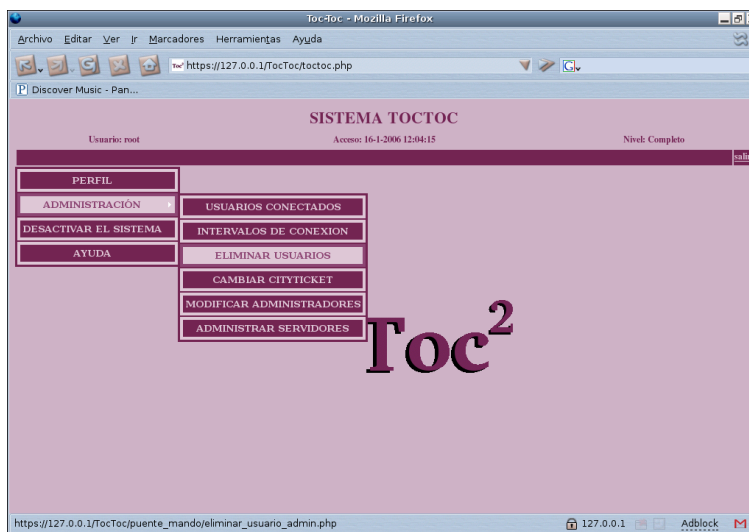 Toc-Toc - Mozilla Firefox
Archivo Editar Ver Ir Marcadores Herramientas Ayuda
Toc² https://127.0.0.1/TocToc/toctoc.php G
P Discover Music - Pan...
SISTEMA TOCTOC
Usuario: root Acceso: 16-1-2006 12:04:15 Nivel: Completo
PERFIL
ADMINISTRACIÓN
DESACTIVAR EL SISTEMA
AYUDA
USUARIOS CONECTADOS
INTERVALOS DE CONEXION
ELIMINAR USUARIOS
CAMBIAR CITYTICKET
MODIFICAR ADMINISTRADORES
ADMINISTRAR SERVIDORES
Toc²
https://127.0.0.1/TocToc/puente_mando/eliminar_usuario_admin.php 127.0.0.1 Adblock M